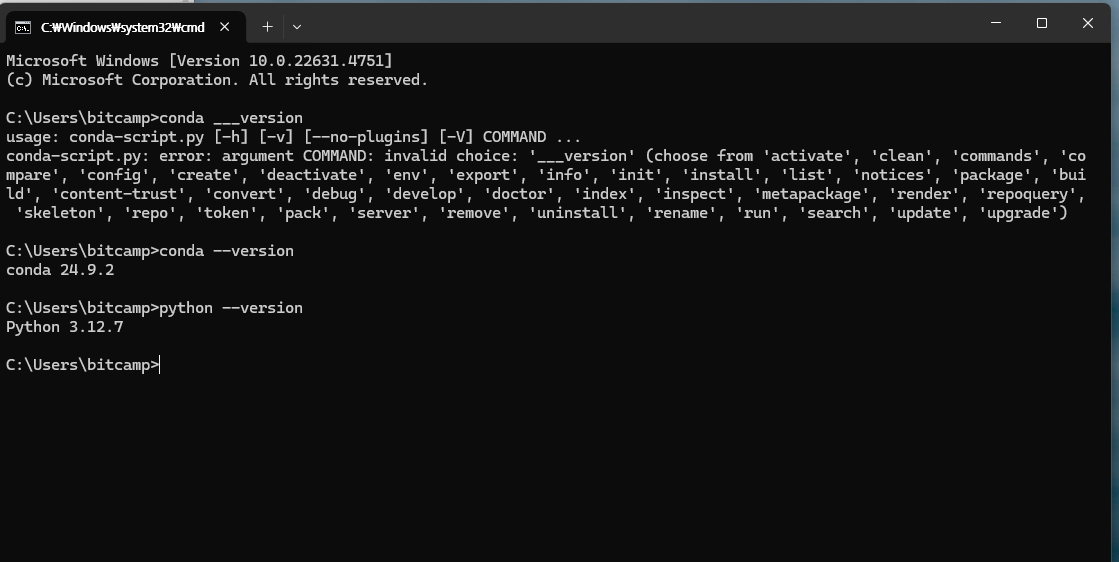 C:₩Windows₩system32₩cmd
Microsoft Windows [Version 10.0.22631.4751]
(c) Microsoft Corporation. All rights reserved.
C:\Users\bitcamp>conda ___version
usage: conda-script.py [-h] [-v] [--no-plugins] [-V] COMMAND ...
conda-script.py: error: argument COMMAND: invalid choice: '___version' (choose from 'activate', 'clean', 'commands', 'co
mpare', 'config', 'create', 'deactivate', 'env', 'export', 'info', 'init', 'install', 'list', 'notices', 'package', 'bui
ld', 'content-trust', 'convert', 'debug', 'develop', 'doctor', 'index', 'inspect', 'metapackage', 'render', 'repoquery',
 'skeleton', 'repo', 'token', 'pack', 'server', 'remove', 'uninstall', 'rename', 'run', 'search', 'update', 'upgrade')
C:\Users\bitcamp>conda --version
conda 24.9.2
C:\Users\bitcamp>python --version
Python 3.12.7
C:\Users\bitcamp>